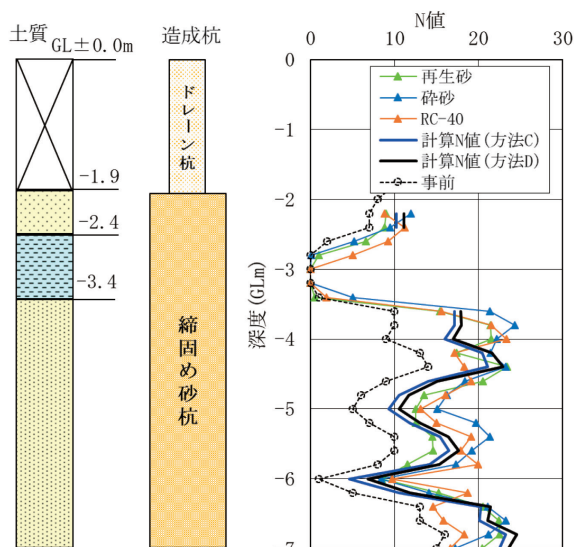 土質
GL±0.0m
造成杭
ドレーン杭
-1.9
-2.4
-3.4
締固め砂杭
N値
0 10 20 30
0
-1
-2
-3
-4
-5
-6
-7
深度(GLm)
再生砂
砕砂
RC-40
計算N値(方法C)
計算N値(方法D)
事前